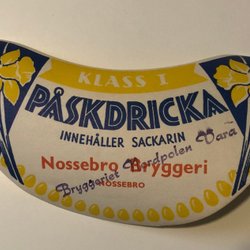 KLASS I
PÅSKDRICKA
INNEHÅLLER SACKARIN
Nossebro Bryggeri
Bryggeriet Nordpolen Vara
NOSSEBRO